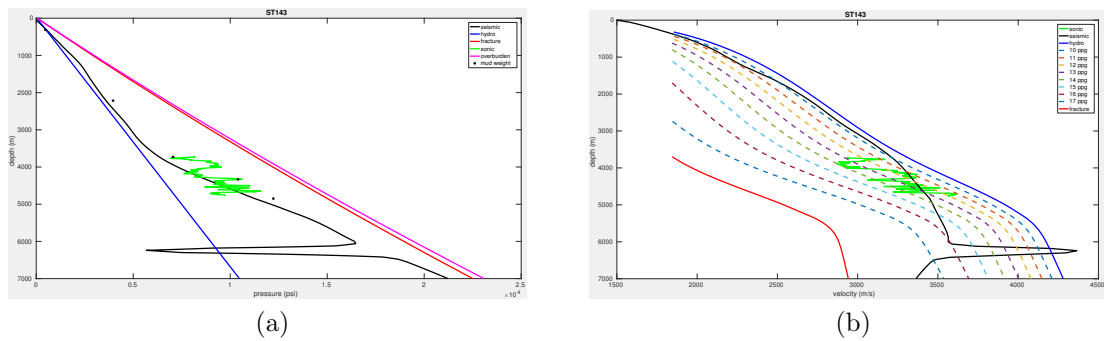 ST143
0
1000
2000
3000
4000
5000
6000
7000
depth (m)
0 0.5 1 1.5 2 2.5
pressure (psi)
×10⁴
seismic
hydro
fracture
sonic
overburden
mud weight
(a)
ST143
0
1000
2000
3000
4000
5000
6000
7000
depth (m)
1500 2000 2500 3000 3500 4000 4500
velocity (m/s)
sonic
seismic
hydro
10 ppg
11 ppg
12 ppg
13 ppg
14 ppg
15 ppg
16 ppg
17 ppg
fracture
(b)